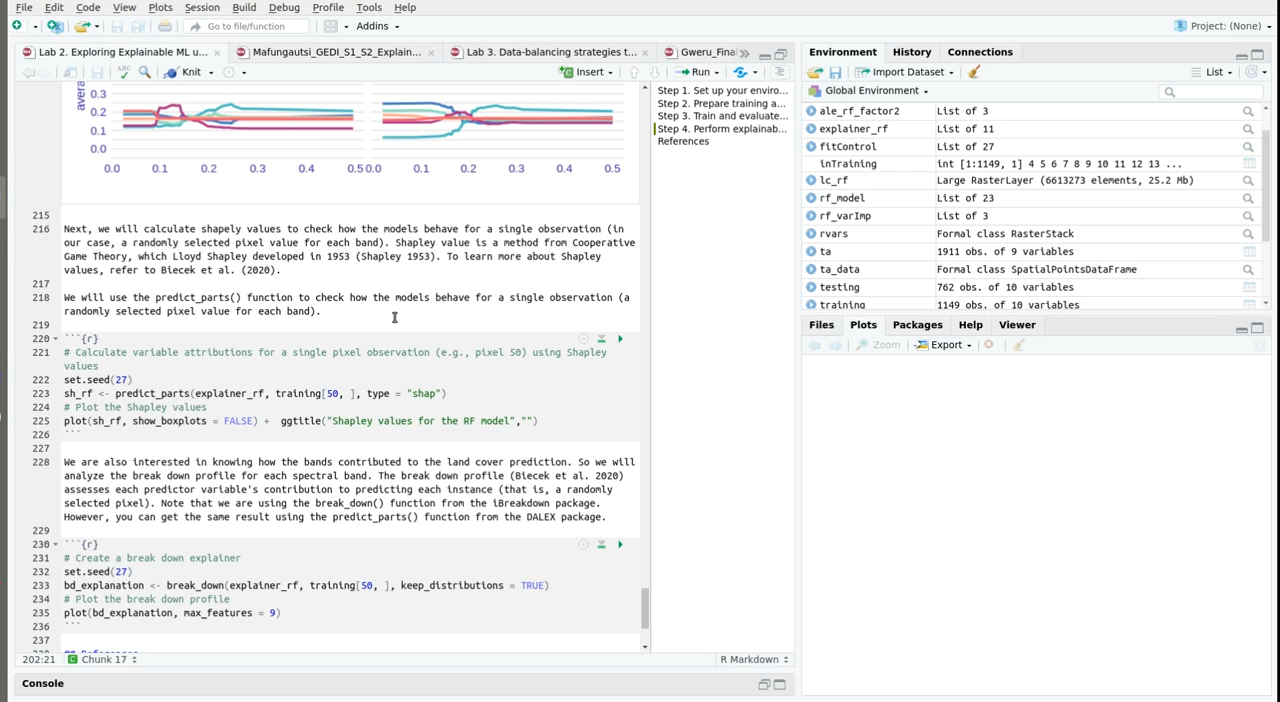 File Edit Code View Plots Session Build Debug Profile Tools Help
Go to file/function Addins Project: (None)
Lab 2. Exploring Explainable ML u... Mafungautsi_GEDI_S1_S2_Explain... Lab 3. Data-balancing strategies t... Gweru_Final
Knit Insert Run
avera
0.3
0.2
0.1
0.0
0.0 0.1 0.2 0.3 0.4 0.5 0.0 0.1 0.2 0.3 0.4 0.5
215
216 Next, we will calculate shapely values to check how the models behave for a single observation (in
our case, a randomly selected pixel value for each band). Shapley value is a method from Cooperative
Game Theory, which Lloyd Shapley developed in 1953 (Shapley 1953). To learn more about Shapley
values, refer to Biecek et al. (2020).
217
218 We will use the predict_parts() function to check how the models behave for a single observation (a
randomly selected pixel value for each band).
219
220 ```{r}
221 # Calculate variable attributions for a single pixel observation (e.g., pixel 50) using Shapley
values
222 set.seed(27)
223 sh_rf <- predict_parts(explainer_rf, training[50, ], type = "shap")
224 # Plot the Shapley values
225 plot(sh_rf, show_boxplots = FALSE) +  ggtitle("Shapley values for the RF model","")
226 ```
227
228 We are also interested in knowing how the bands contributed to the land cover prediction. So we will
analyze the break down profile for each spectral band. The break down profile (Biecek et al. 2020)
assesses each predictor variable's contribution to predicting each instance (that is, a randomly
selected pixel). Note that we are using the break_down() function from the iBreakdown package.
However, you can get the same result using the predict_parts() function from the DALEX package.
229
230 ```{r}
231 # Create a break down explainer
232 set.seed(27)
233 bd_explanation <- break_down(explainer_rf, training[50, ], keep_distributions = TRUE)
234 # Plot the break down profile
235 plot(bd_explanation, max_features = 9)
236 ```
237
## References
202:21 Chunk 17 R Markdown
Console
Step 1. Set up your enviro...
Step 2. Prepare training a...
Step 3. Train and evaluate...
Step 4. Perform explainab...
References
Environment History Connections
Import Dataset List
Global Environment
ale_rf_factor2 List of 3
explainer_rf List of 11
fitControl List of 27
inTraining int [1:1149, 1] 4 5 6 7 8 9 10 11 12 13 ...
lc_rf Large RasterLayer (6613273 elements, 25.2 Mb)
rf_model List of 23
rf_varImp List of 3
rvars Formal class RasterStack
ta 1911 obs. of 9 variables
ta_data Formal class SpatialPointsDataFrame
testing 762 obs. of 10 variables
training 1149 obs. of 10 variables
Files Plots Packages Help Viewer
Zoom Export